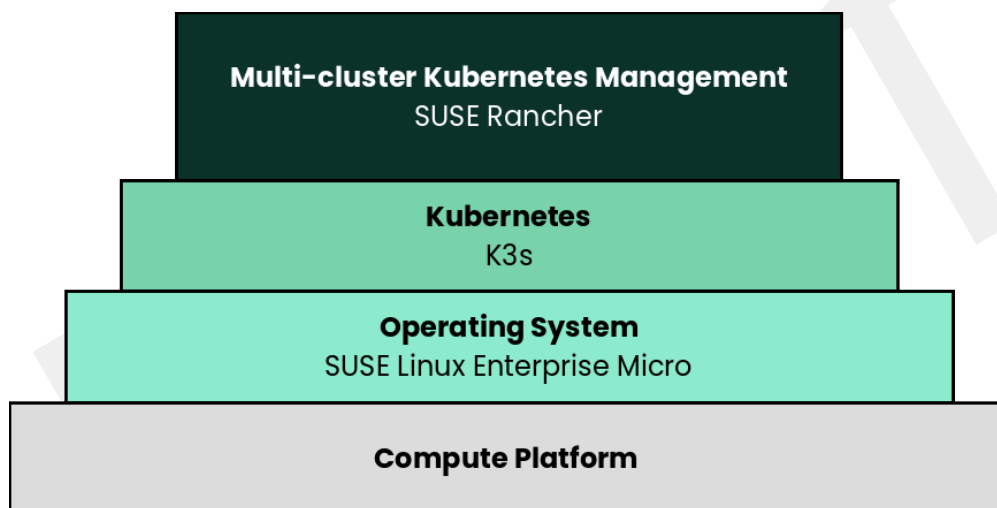 Multi-cluster Kubernetes Management
SUSE Rancher
Kubernetes
K3s
Operating System
SUSE Linux Enterprise Micro
Compute Platform